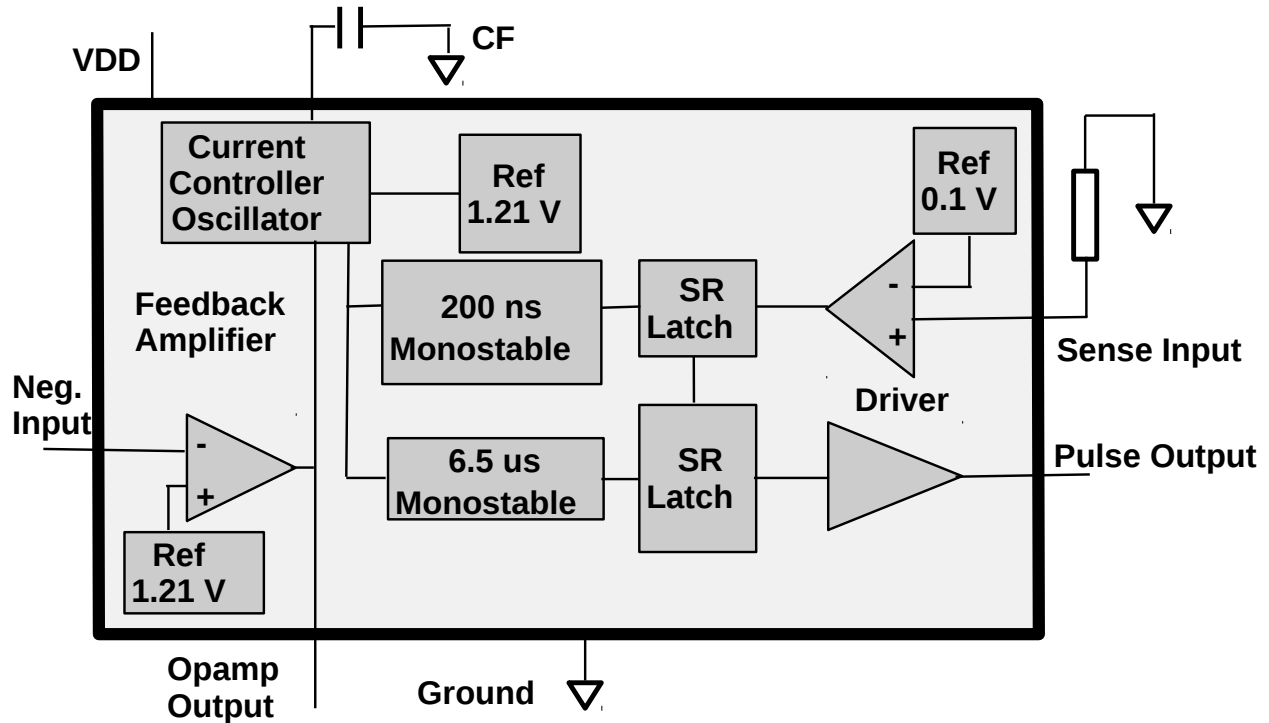 CF
VDD
Current
Controller
Oscillator
Ref
1.21 V
Ref
0.1 V
Feedback
Amplifier
200 ns
Monostable
SR
Latch
-
+
Sense Input
Neg.
Input
Driver
-
+
6.5 us
Monostable
SR
Latch
Pulse Output
Ref
1.21 V
Opamp
Output
Ground